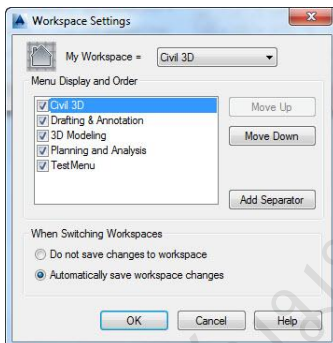 Workspace Settings
My Workspace = Civil 3D
Menu Display and Order
Civil 3D
Drafting & Annotation
3D Modeling
Planning and Analysis
TestMenu
Move Up
Move Down
Add Separator
When Switching Workspaces
Do not save changes to workspace
Automatically save workspace changes
OK Cancel Help